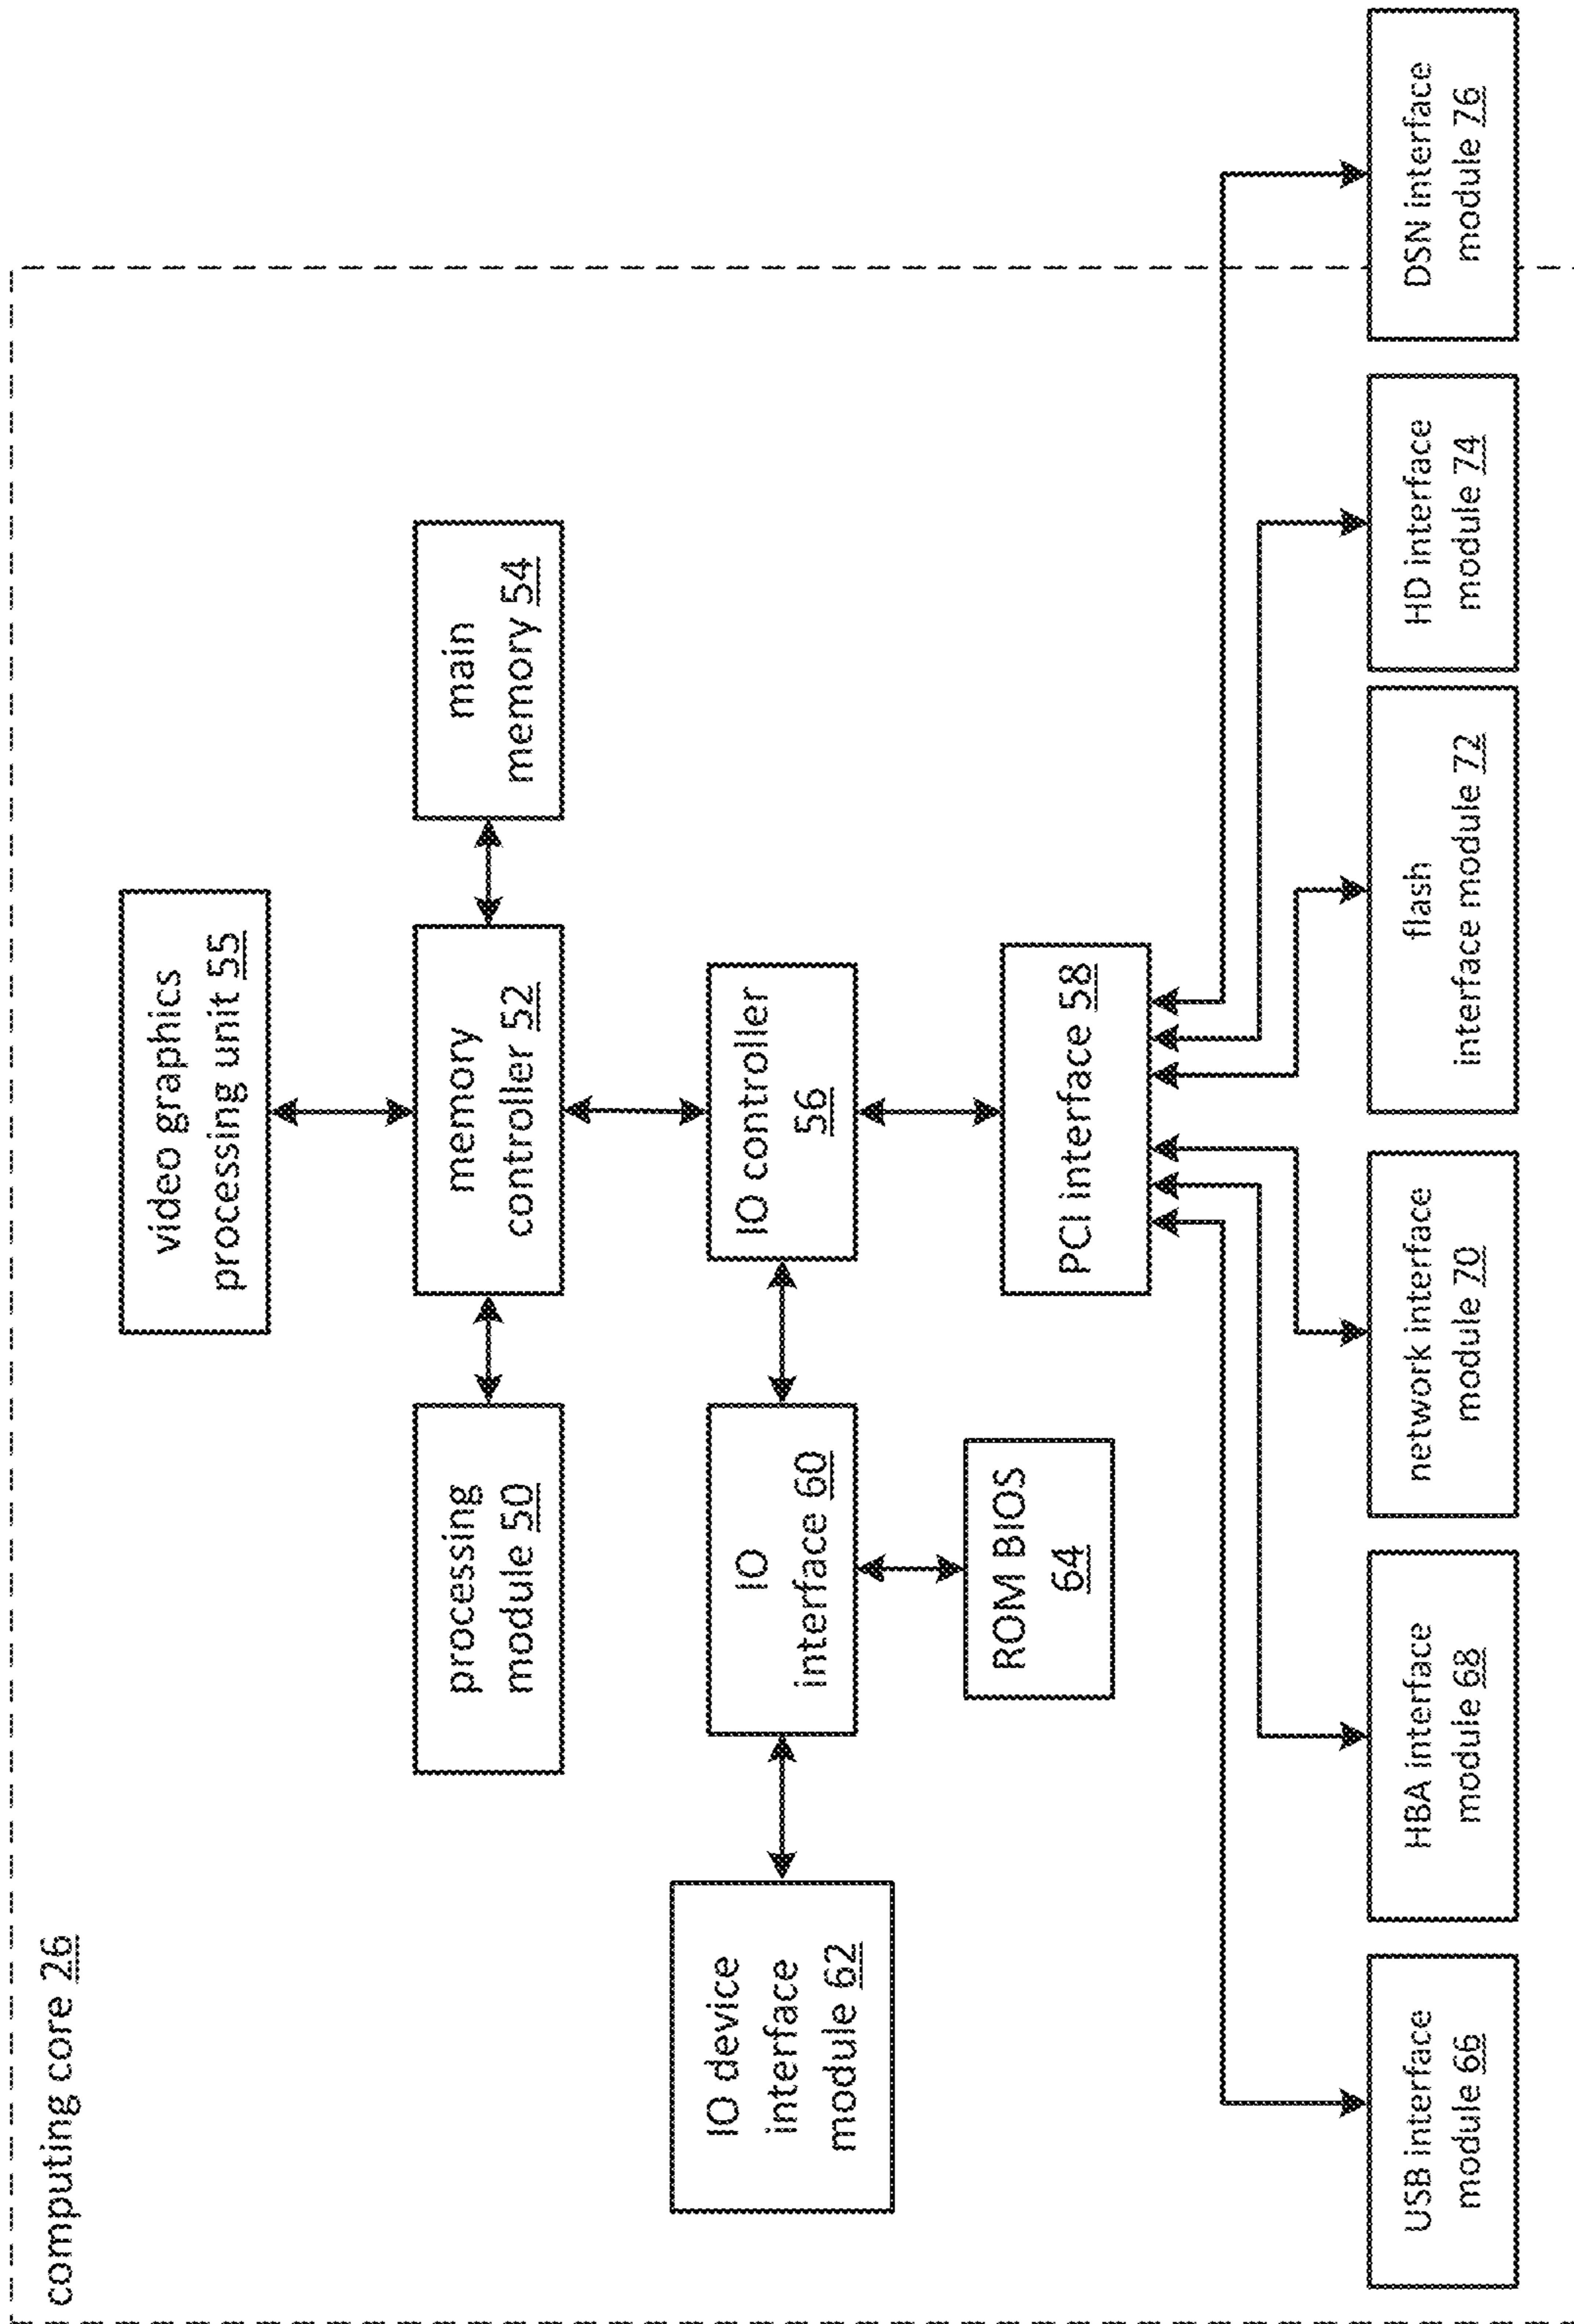 computing core 26
video graphics
processing unit 55
processing
module 50
memory
controller 52
main
memory 54
IO device
interface
module 62
IO
interface 60
IO controller
56
ROM BIOS
64
PCI interface 58
USB interface
module 66
HBA interface
module 68
network interface
module 70
flash
interface module 72
HD interface
module 74
DSN interface
module 76